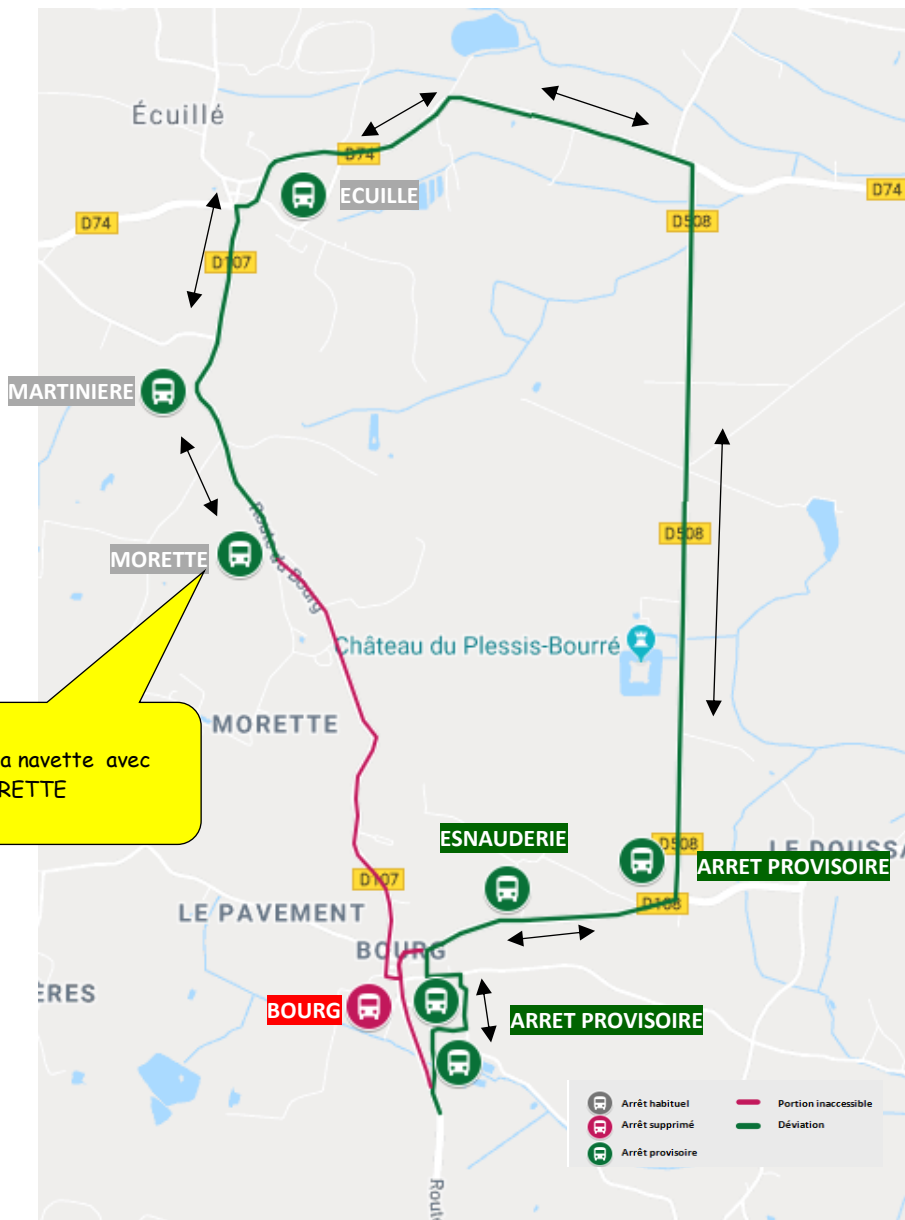 Écuillé
D74
ECUILLE
D74
D74
D508
D107
MARTINIERE
D508
Route du Bourg
MORETTE
Château du Plessis-Bourré
MORETTE
a navette avec
RETTE
ESNAUDERIE
D508
LE DOUSSA
ARRET PROVISOIRE
D107
D108
LE PAVEMENT
BOURG
ÈRES
BOURG
ARRET PROVISOIRE
Arrêt habituel
Portion inaccessible
Arrêt supprimé
Déviation
Arrêt provisoire
Route